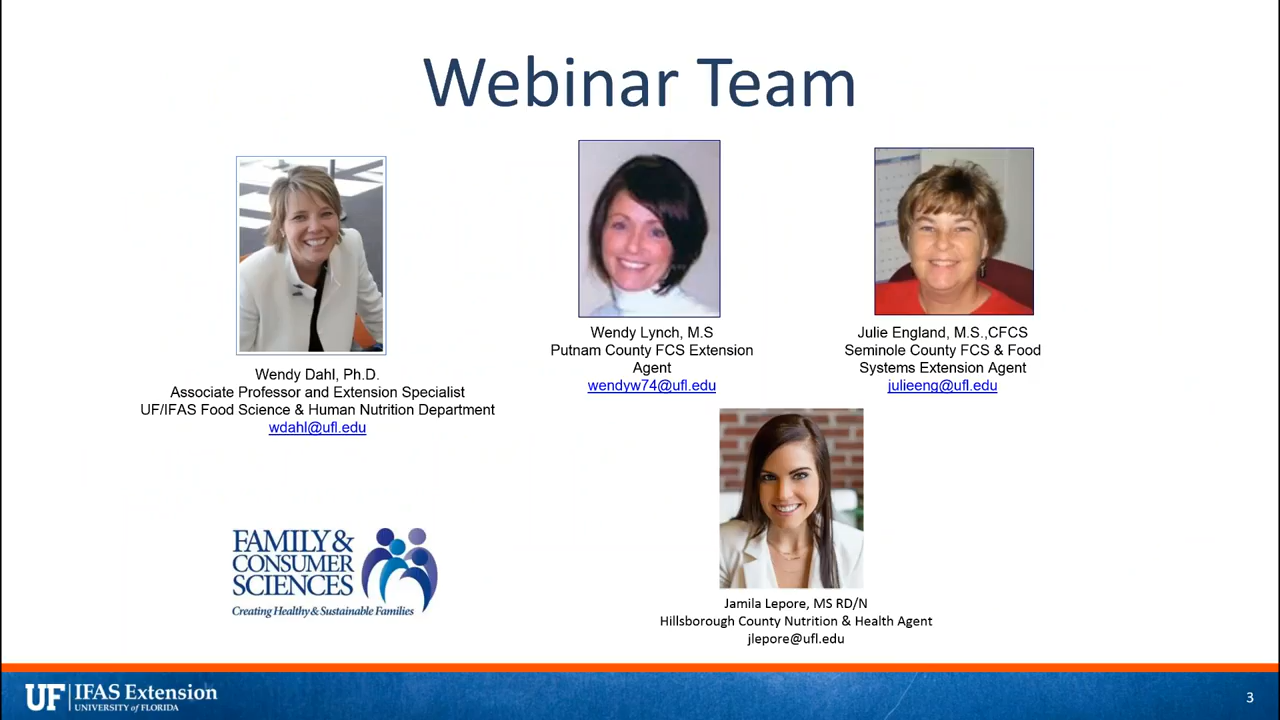 Webinar Team
Wendy Dahl, Ph.D.
Associate Professor and Extension Specialist
UF/IFAS Food Science & Human Nutrition Department
wdahl@ufl.edu
Wendy Lynch, M.S
Putnam County FCS Extension
Agent
wendyw74@ufl.edu
Julie England, M.S.,CFCS
Seminole County FCS & Food
Systems Extension Agent
julieeng@ufl.edu
Jamila Lepore, MS RD/N
Hillsborough County Nutrition & Health Agent
jlepore@ufl.edu
FAMILY &
CONSUMER
SCIENCES
Creating Healthy & Sustainable Families
UF IFAS Extension
UNIVERSITY of FLORIDA
3